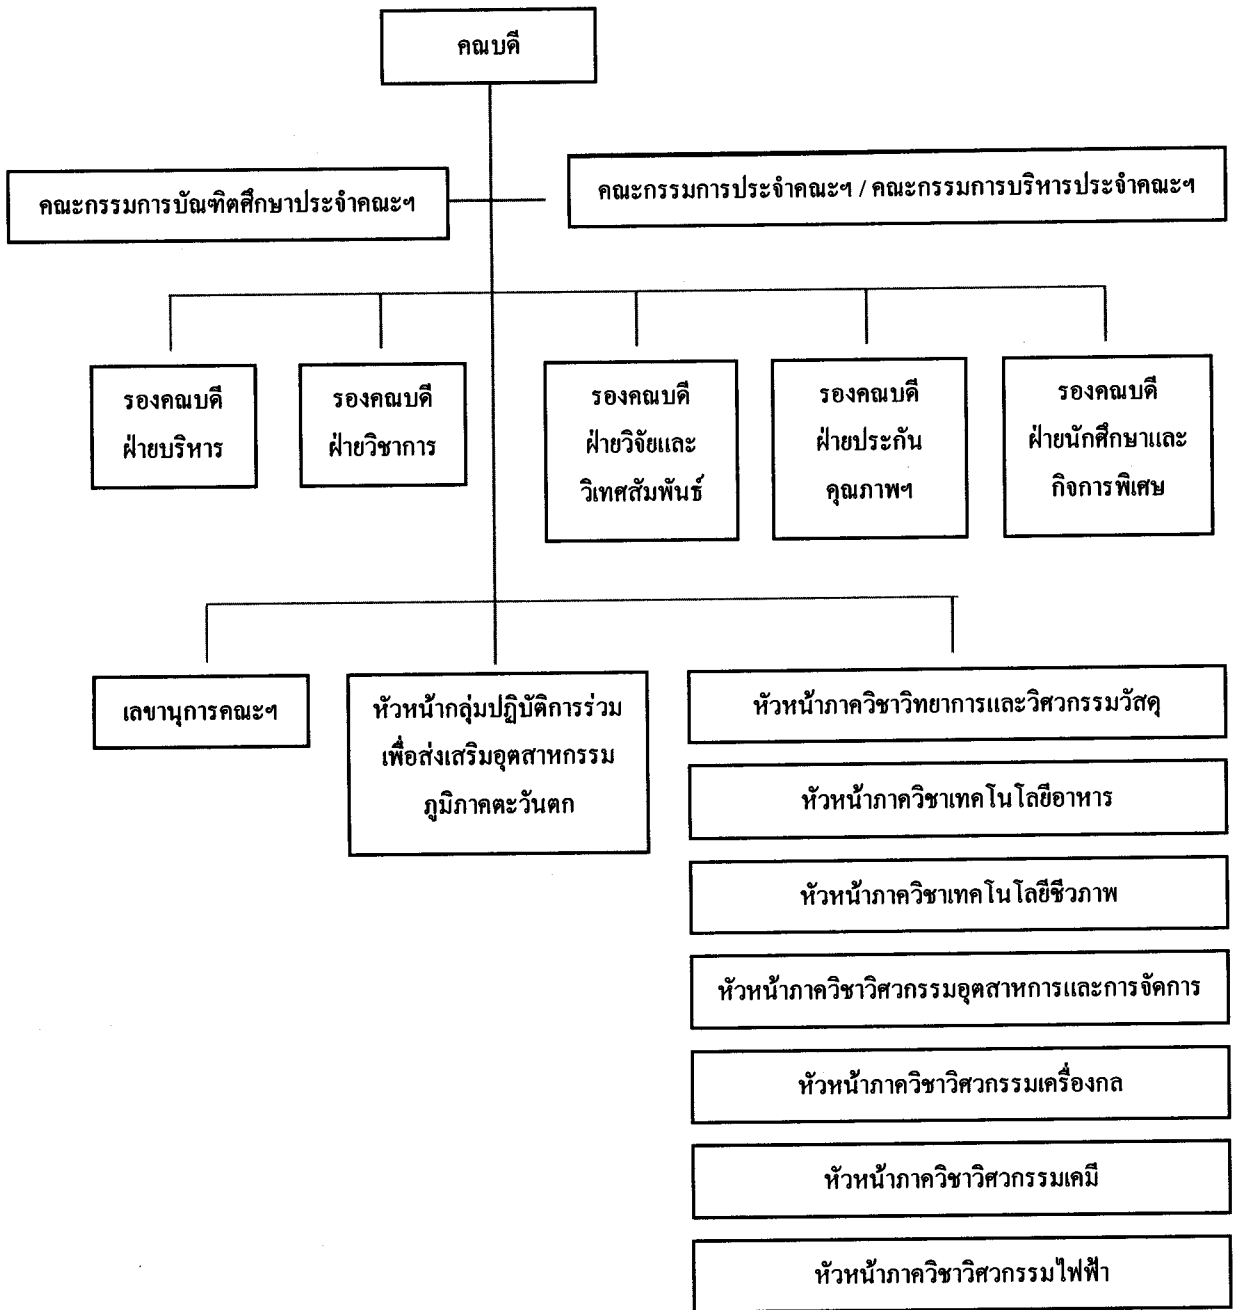 คณบดี
คณะกรรมการบัณฑิตศึกษาประจำคณะฯ
คณะกรรมการประจำคณะฯ / คณะกรรมการบริหารประจำคณะฯ
รองคณบดี
ฝ่ายบริหาร
รองคณบดี
ฝ่ายวิชาการ
รองคณบดี
ฝ่ายวิจัยและ
วิเทศสัมพันธ์
รองคณบดี
ฝ่ายประกัน
คุณภาพฯ
รองคณบดี
ฝ่ายนักศึกษาและ
กิจการพิเศษ
เลขานุการคณะฯ
หัวหน้ากลุ่มปฏิบัติการร่วม
เพื่อส่งเสริมอุตสาหกรรม
ภูมิภาคตะวันตก
หัวหน้าภาควิชาวิทยาการและวิศวกรรมวัสดุ
หัวหน้าภาควิชาเทคโนโลยีอาหาร
หัวหน้าภาควิชาเทคโนโลยีชีวภาพ
หัวหน้าภาควิชาวิศวกรรมอุตสาหการและการจัดการ
หัวหน้าภาควิชาวิศวกรรมเครื่องกล
หัวหน้าภาควิชาวิศวกรรมเคมี
หัวหน้าภาควิชาวิศวกรรมไฟฟ้า